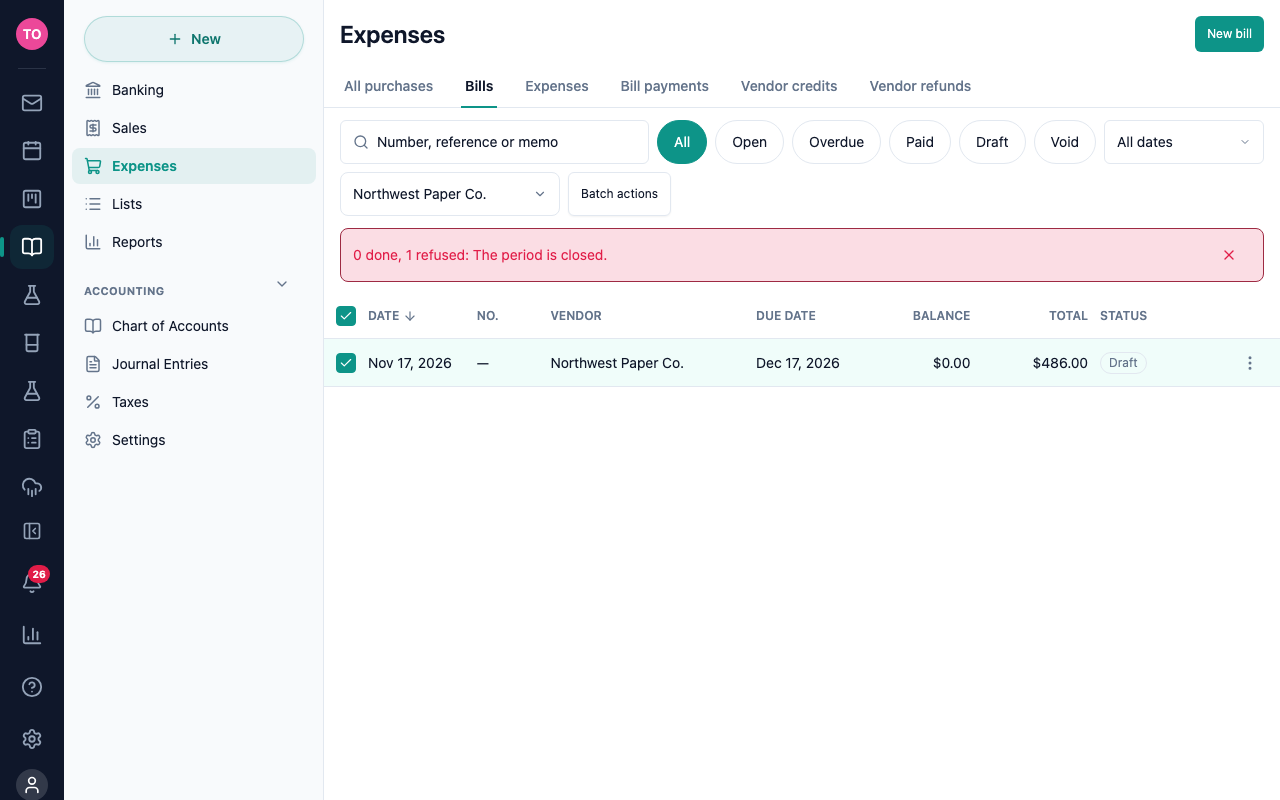 TO
New
Banking
Sales
Expenses
Lists
Reports
ACCOUNTING
Chart of Accounts
Journal Entries
Taxes
Settings
26
Expenses
New bill
All purchases
Bills
Expenses
Bill payments
Vendor credits
Vendor refunds
Number, reference or memo
All
Open
Overdue
Paid
Draft
Void
All dates
Northwest Paper Co.
Batch actions
0 done, 1 refused: The period is closed.
DATE NO. VENDOR DUE DATE BALANCE TOTAL STATUS
Nov 17, 2026 — Northwest Paper Co. Dec 17, 2026 $0.00 $486.00 Draft